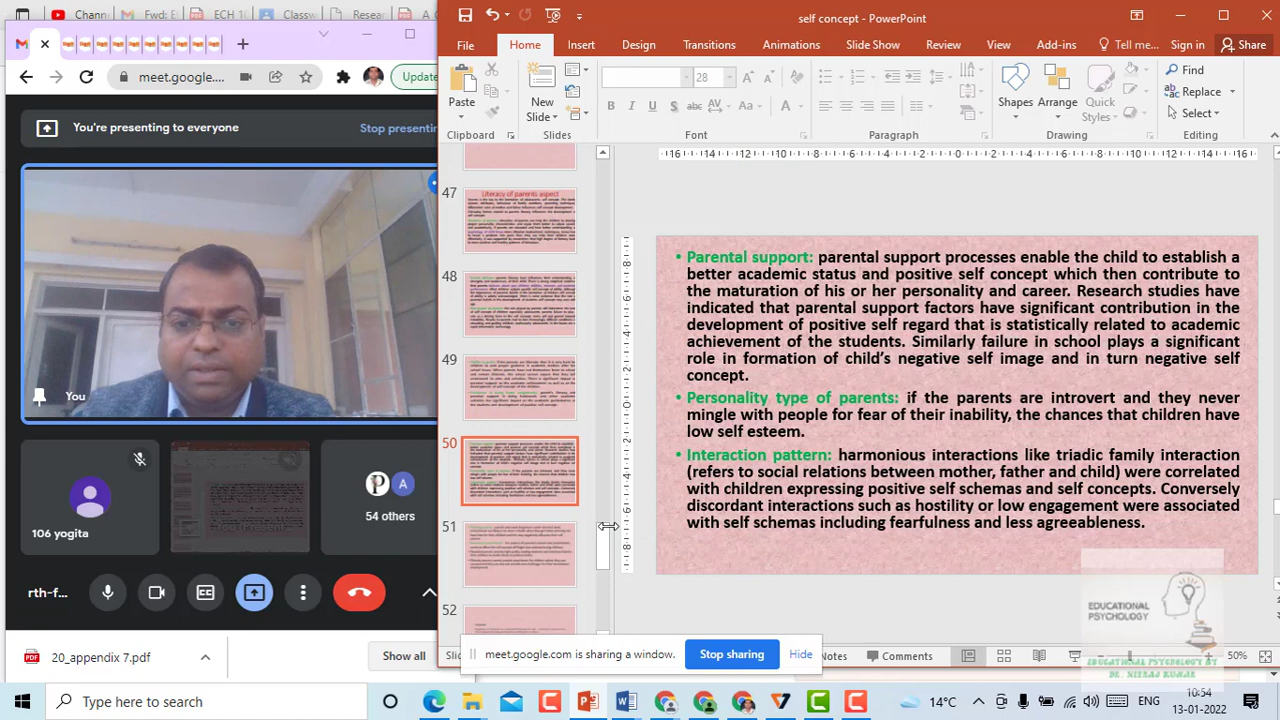 self concept - PowerPoint
File Home Insert Design Transitions Animations Slide Show Review View Add-ins Tell me... Sign in Share
meet.google.... Update
You're presenting to everyone Stop presenti
Paste New Slide 28 Shapes Arrange Quick Styles Find Replace Select
Clipboard Slides Font Paragraph Drawing Editing
47
Literacy of parents aspect
48
49
50
51
52
• Parental support: parental support processes enable the child to establish a
better academic status and positive self concept which then contribute to
the maturation of his or her personality and career. Research studies have
indicated that parental support factors have significant contribution in the
development of positive self regard that is statistically related to academic
achievement of the students. Similarly failure in school plays a significant
role in formation of child's negative self image and in turn negative self
concept.
• Personality type of parents: if the parents are introvert and they never
mingle with people for fear of their inability, the chances that children have
low self esteem.
• Interaction pattern: harmonious interactions like triadic family interaction
(refers to social relations between mother, father and child) were correlated
with children expressing positive self schemas and self concepts. Conversely
discordant interactions such as hostility or low engagement were associated
with self schemas including fearfulness and less agreeableness.
You
A
54 others
106 yogita
rth-f...
20_appendix 7.pdf Show all
meet.google.com is sharing a window. Stop sharing Hide
Notes Comments 50%
EDUCATIONAL
PSYCHOLOGY
EDUCATIONAL PSYCHOLOGY BY
DR. NEERAJ KUMAR
Type here to search 14°C ENG 10:54
13-01-2022